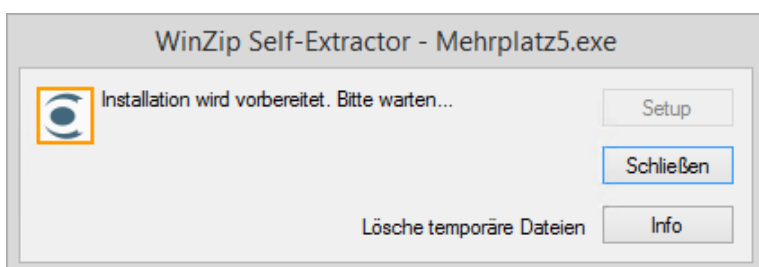 WinZip Self-Extractor - Mehrplatz5.exe
Installation wird vorbereitet. Bitte warten...
Setup
Schließen
Lösche temporäre Dateien
Info